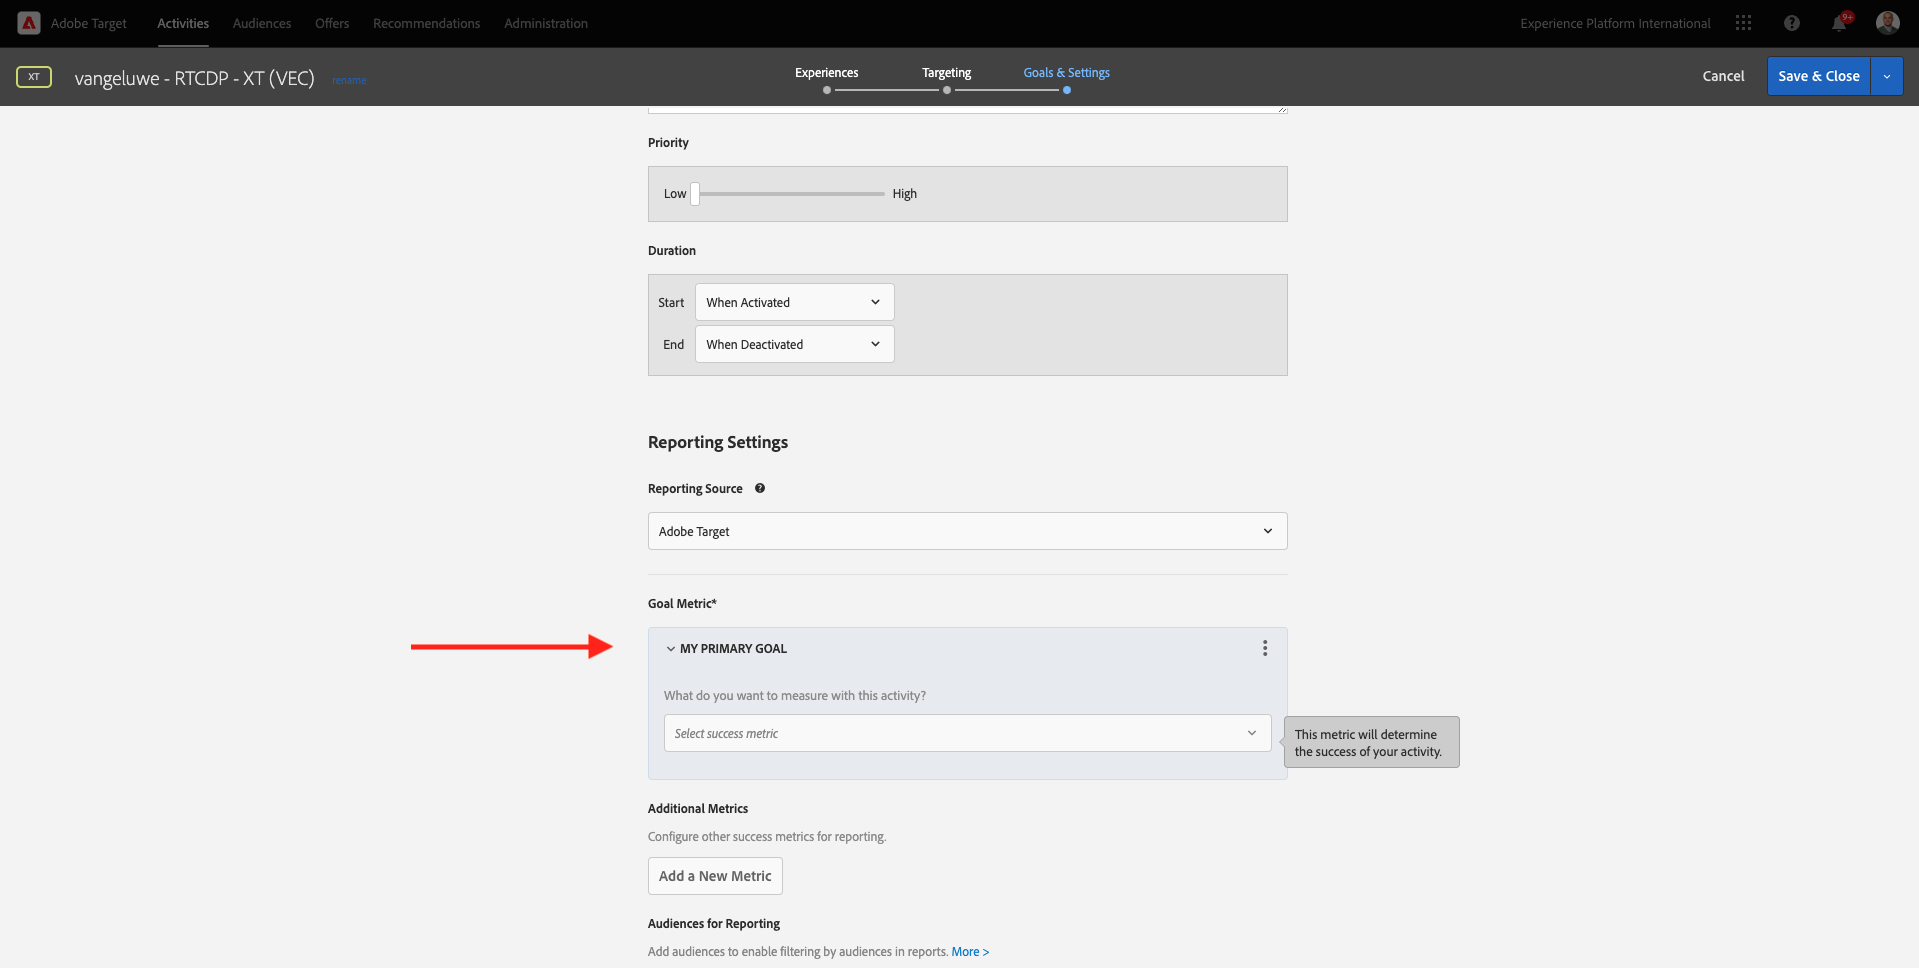 Adobe Target Activities Audiences Offers Recommendations Administration Experience Platform International 9+
XT vangeluwe - RTCDP - XT (VEC) rename Experiences Targeting Goals & Settings Cancel Save & Close
Priority
Low High
Duration
Start When Activated
End When Deactivated
Reporting Settings
Reporting Source
Adobe Target
Goal Metric*
MY PRIMARY GOAL
What do you want to measure with this activity?
Select success metric
This metric will determine
the success of your activity.
Additional Metrics
Configure other success metrics for reporting.
Add a New Metric
Audiences for Reporting
Add audiences to enable filtering by audiences in reports. More >